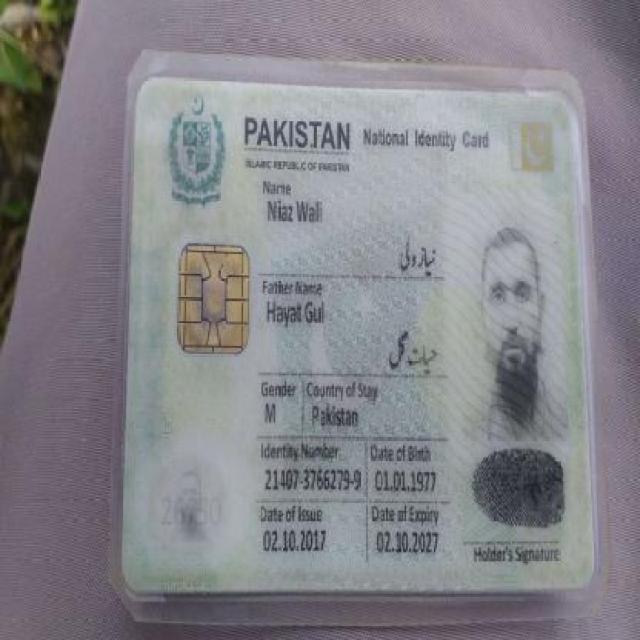 PAKISTAN National Identity Card
ISLAMIC REPUBLIC OF PAKISTAN
Name
Niaz Wali
نیاز ولی
Father Name
Hayat Gul
حیات گل
Gender Country of Stay
M Pakistan
Identity Number Date of Birth
21407-3766279-9 01.01.1977
Date of Issue Date of Expiry
02.10.2017 02.10.2027
Holder's Signature